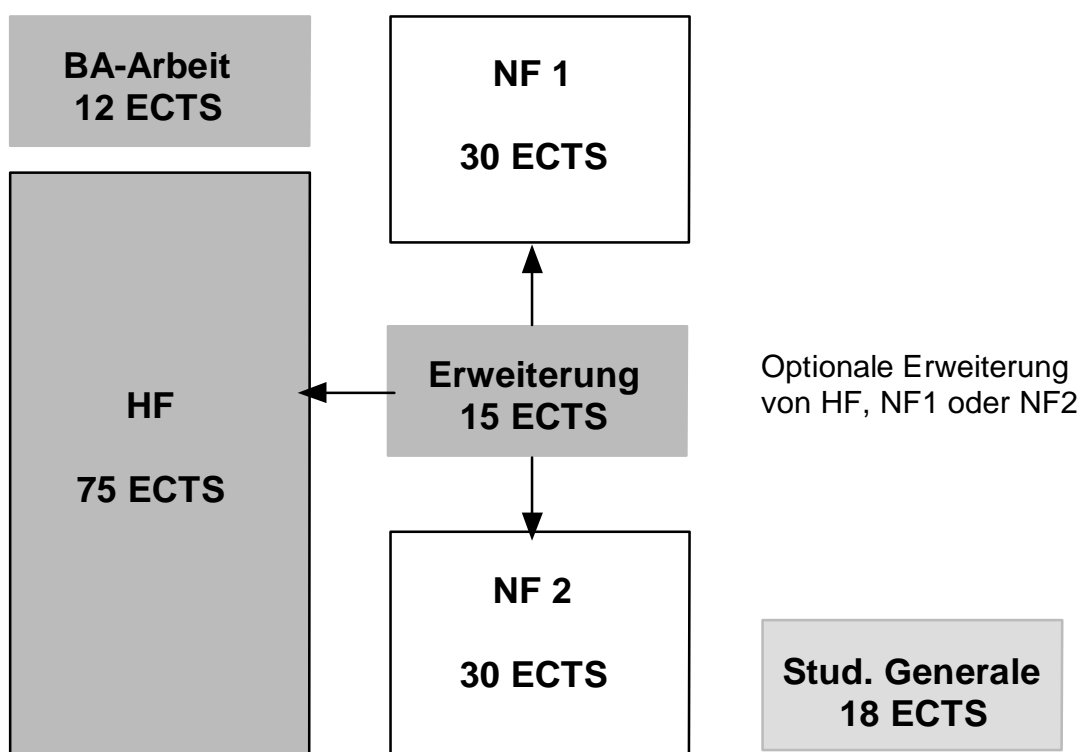 BA-Arbeit
12 ECTS
NF 1
30 ECTS
HF
75 ECTS
Erweiterung
15 ECTS
Optionale Erweiterung
von HF, NF1 oder NF2
NF 2
30 ECTS
Stud. Generale
18 ECTS